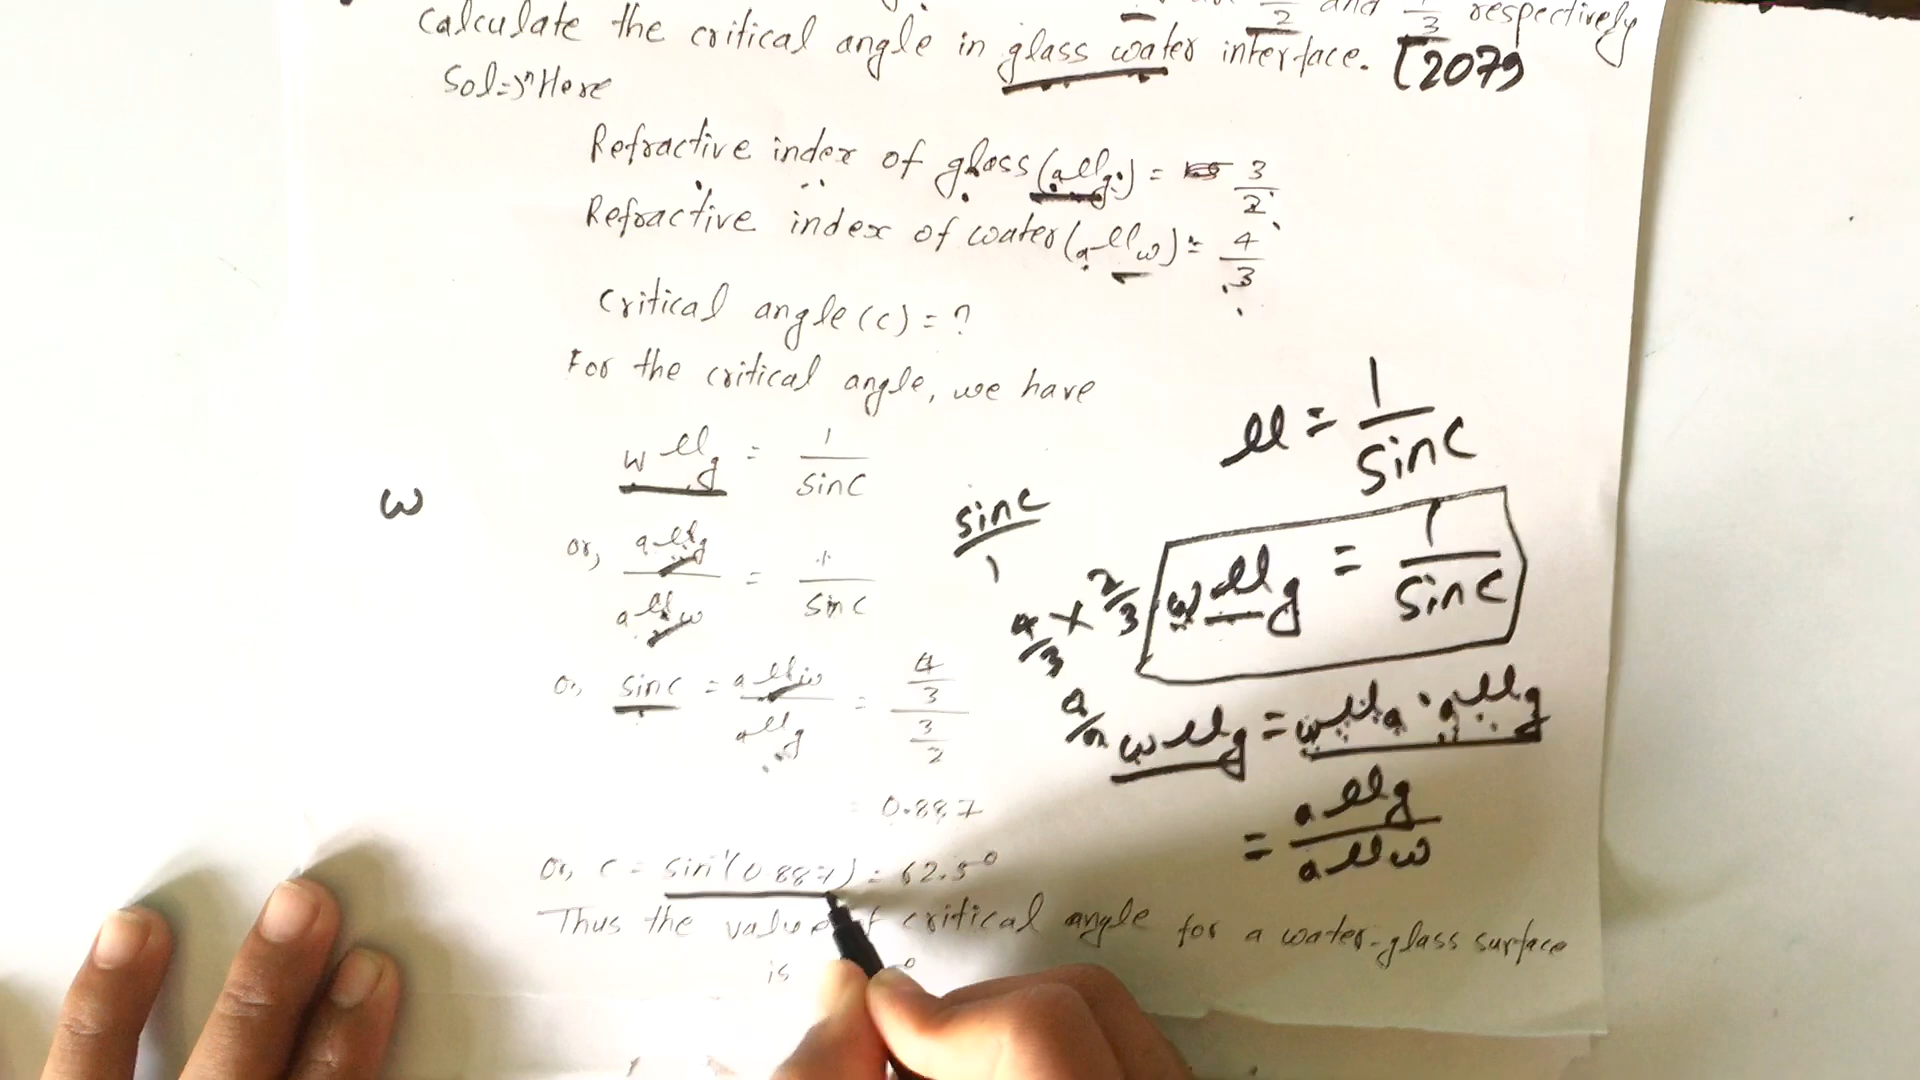 and 1/3 respectively
Calculate the critical angle in glass water interface. [2079
Sol=>n Here
Refractive index of glass (aμg) = 3/2
Refractive index of water (aμw) = 4/3
Critical angle (c) = ?
For the critical angle, we have
wμg = 1/sinC
or, aμg/aμw = 1/sinC
or, sinc = aμw/aμg = 4/3 / 3/2
= 0.887
Or, c = sin⁻¹(0.887) = 62.5°
Thus the value of critical angle for a water-glass surface
is
μ = 1/sinC
w
sinc/1
4/3 x 2/3
wμg = 1/sinC
wμg = wμa . aμg
= aμg/aμw